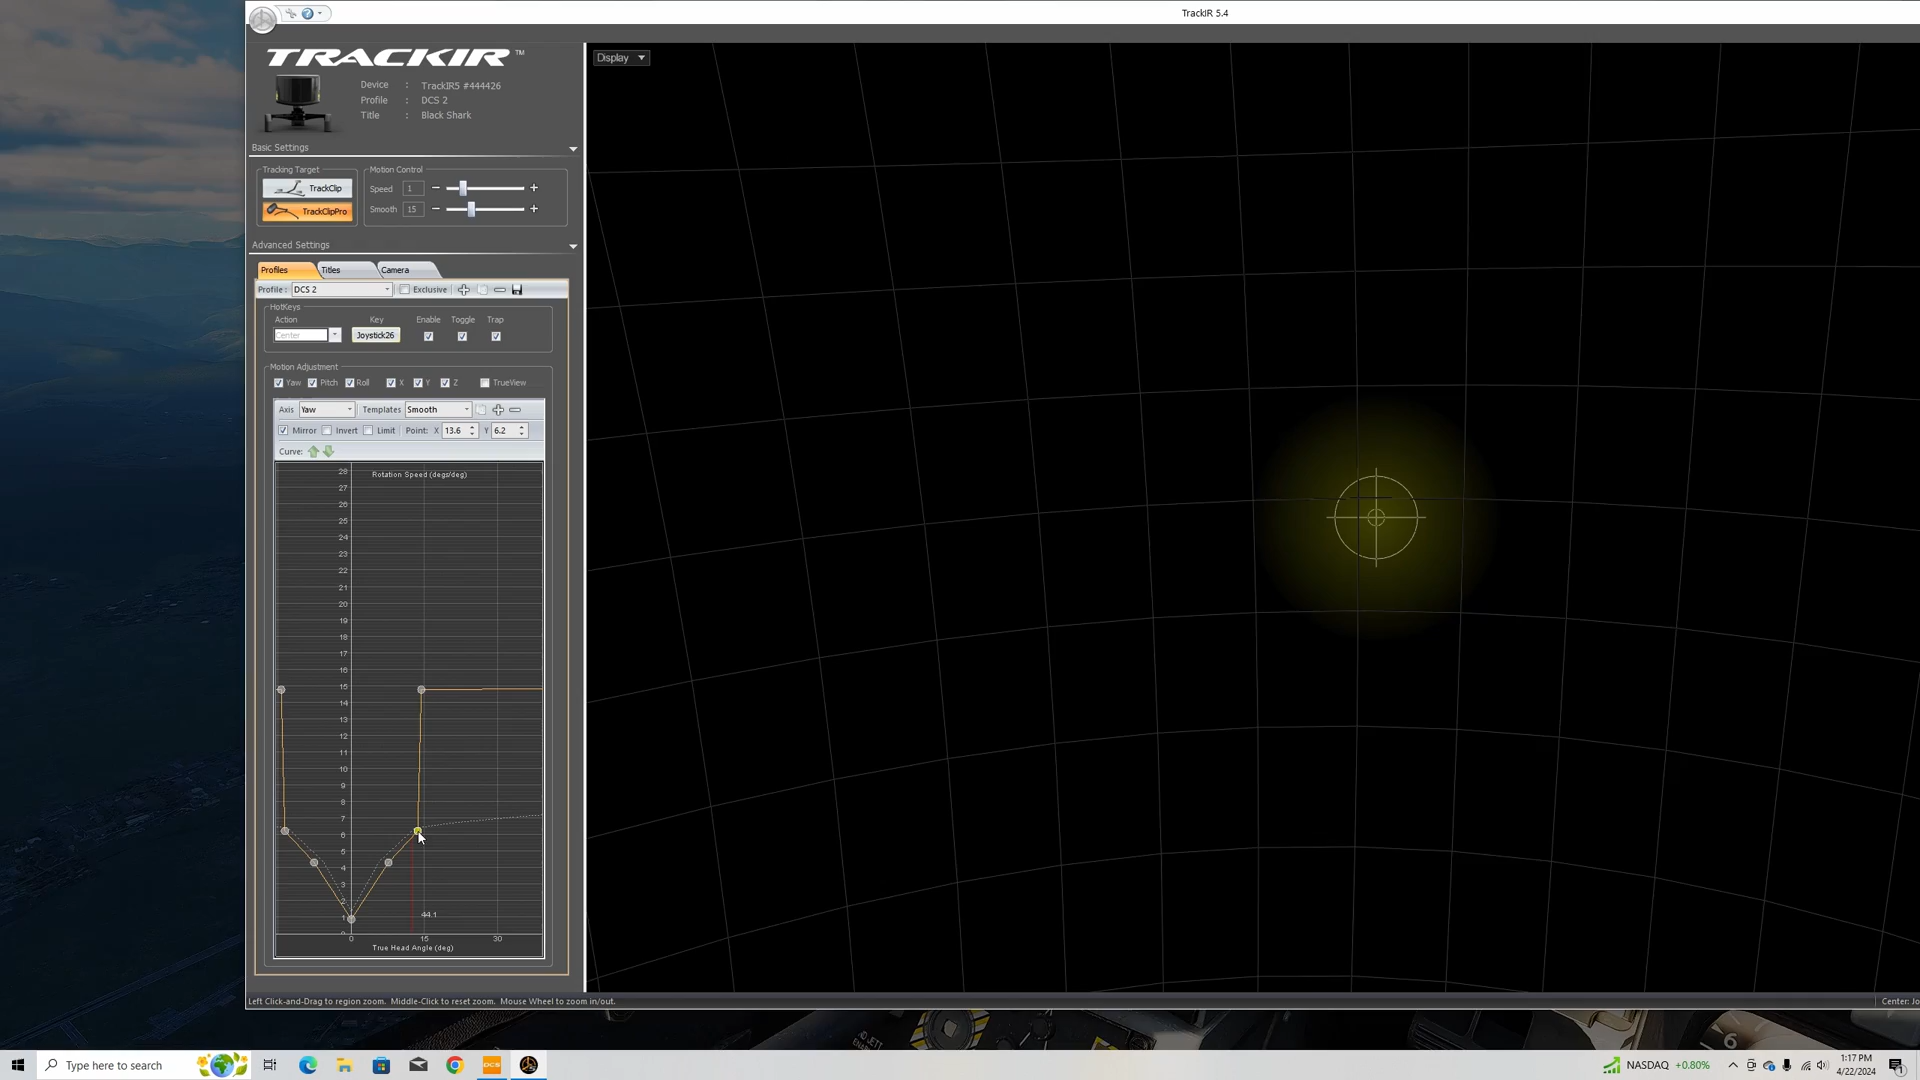 TrackIR 5.4
TRACKIR™
Device : TrackIR5 #444426
Profile : DCS 2
Title : Black Shark
Basic Settings
Tracking Target
TrackClip
TrackClipPro
Motion Control
Speed 1 − +
Smooth 15 − +
Advanced Settings
Profiles Titles Camera
Profile : DCS 2 Exclusive
HotKeys
Action Key Enable Toggle Trap
Center Joystick26
Motion Adjustment
Yaw Pitch Roll X Y Z TrueView
Axis Yaw Templates Smooth
Mirror Invert Limit Point: X 13.6 Y 6.2
Curve:
Rotation Speed (degs/deg)
28
27
26
25
24
23
22
21
20
19
18
17
16
15
14
13
12
11
10
9
8
7
6
5
4
3
2
1
0
44.1
0 15 30
True Head Angle (deg)
Display
Left Click-and-Drag to region zoom. Middle-Click to reset zoom. Mouse Wheel to zoom in/out.
Center: Jo
JETT
6
Type here to search
DCS
NASDAQ +0.80%
1:17 PM
4/22/2024
1